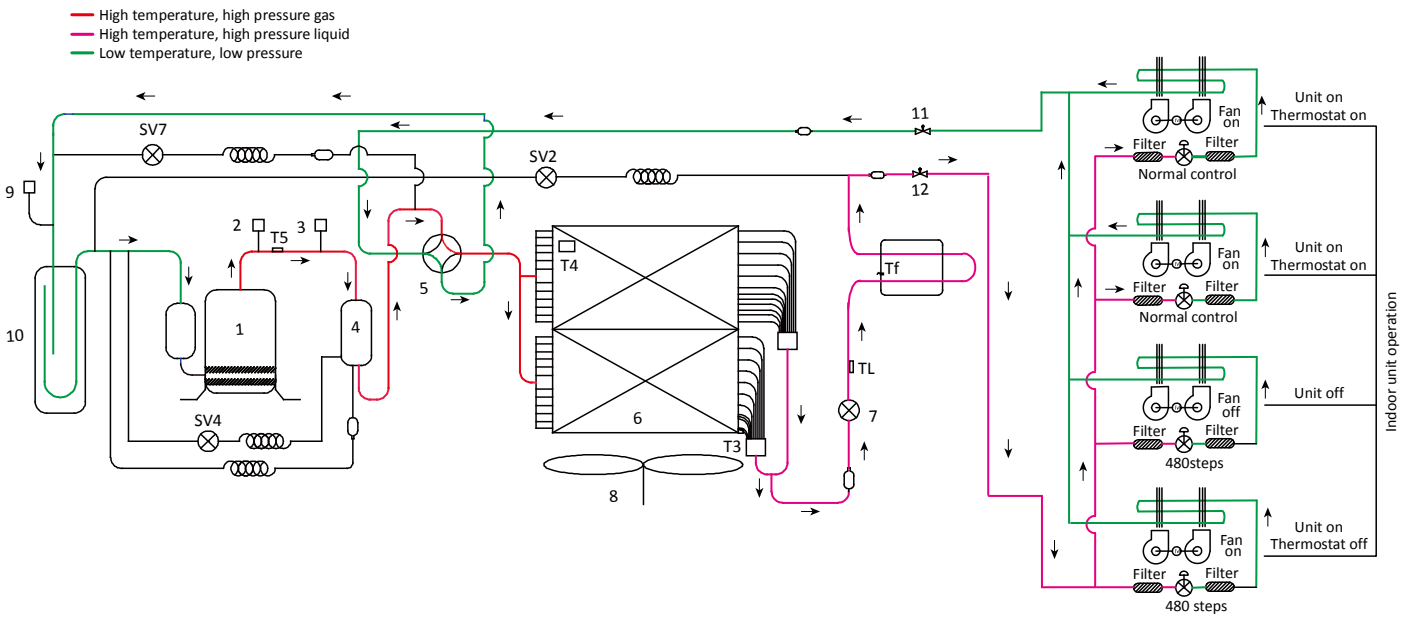 High temperature, high pressure gas
High temperature, high pressure liquid
Low temperature, low pressure
11
SV7
SV2
12
9
2
3
T5
T4
5
Tf
10
1
4
TL
6
7
SV4
T3
8
Fan
on
Filter
Filter
Normal control
Unit on
Thermostat on
Fan
on
Filter
Filter
Normal control
Unit on
Thermostat on
Fan
off
Filter
Filter
480steps
Unit off
Fan
on
Filter
Filter
480 steps
Unit on
Thermostat off
Indoor unit operation